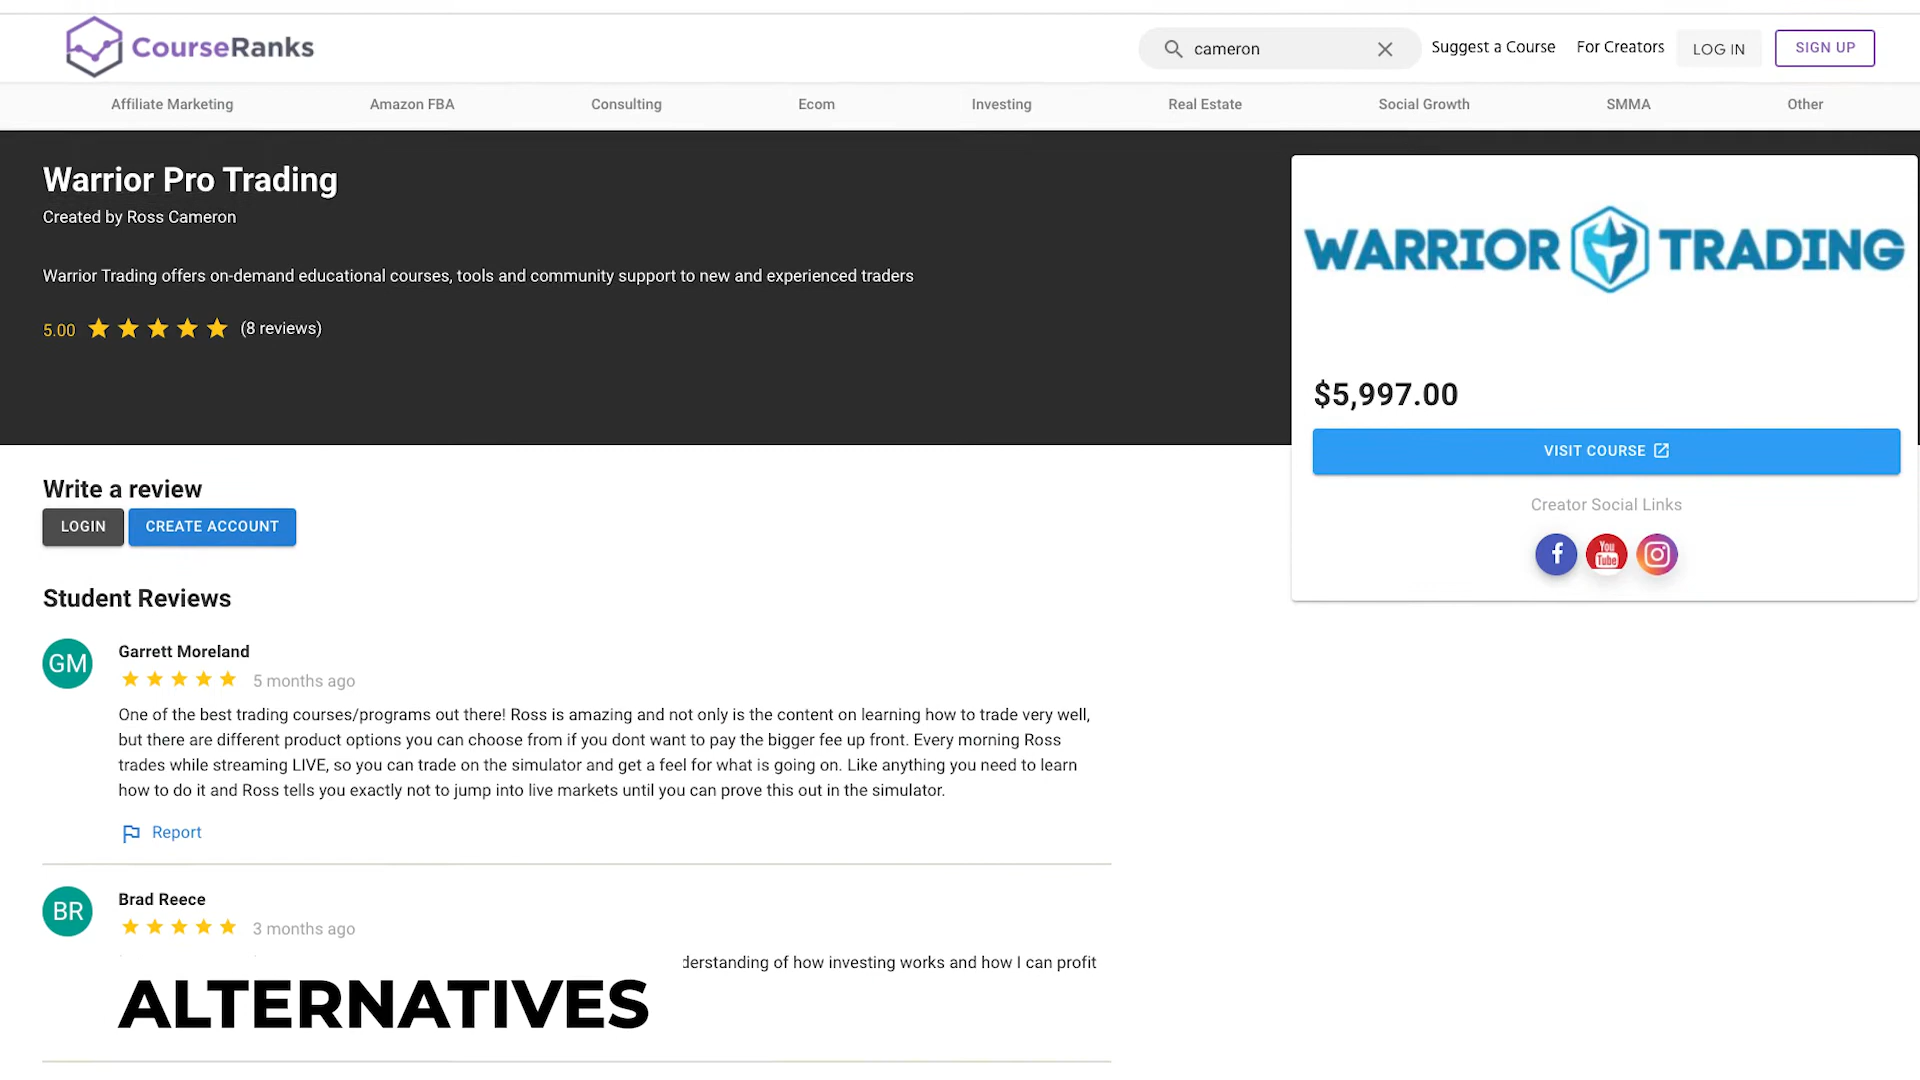 CourseRanks
cameron
Suggest a Course
For Creators
LOG IN
SIGN UP
Affiliate Marketing
Amazon FBA
Consulting
Ecom
Investing
Real Estate
Social Growth
SMMA
Other
Warrior Pro Trading
Created by Ross Cameron
Warrior Trading offers on-demand educational courses, tools and community support to new and experienced traders
5.00 (8 reviews)
WARRIOR TRADING
$5,997.00
VISIT COURSE
Creator Social Links
f
You Tube
Write a review
LOGIN
CREATE ACCOUNT
Student Reviews
GM
Garrett Moreland
5 months ago
One of the best trading courses/programs out there! Ross is amazing and not only is the content on learning how to trade very well,
but there are different product options you can choose from if you dont want to pay the bigger fee up front. Every morning Ross
trades while streaming LIVE, so you can trade on the simulator and get a feel for what is going on. Like anything you need to learn
how to do it and Ross tells you exactly not to jump into live markets until you can prove this out in the simulator.
Report
BR
Brad Reece
3 months ago
derstanding of how investing works and how I can profit
ALTERNATIVES